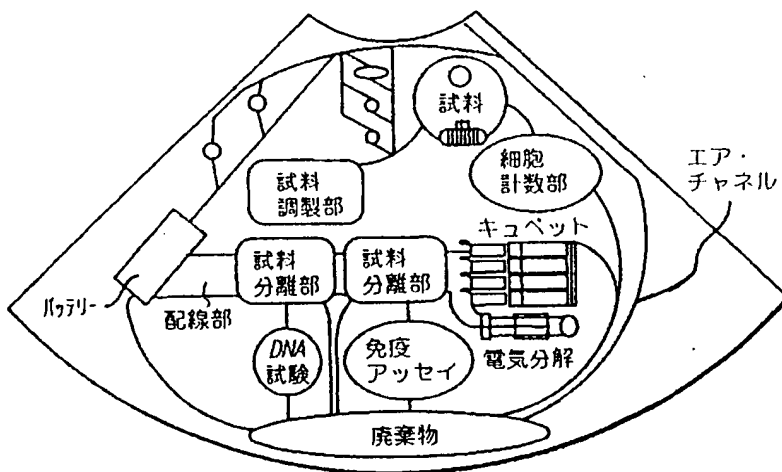 試料
細胞
計数部
エア・
チャネル
試料
調製部
キュペット
試料
分離部
試料
分離部
バッテリー
配線部
DNA
試験
免疫
アッセイ
電気分解
廃棄物